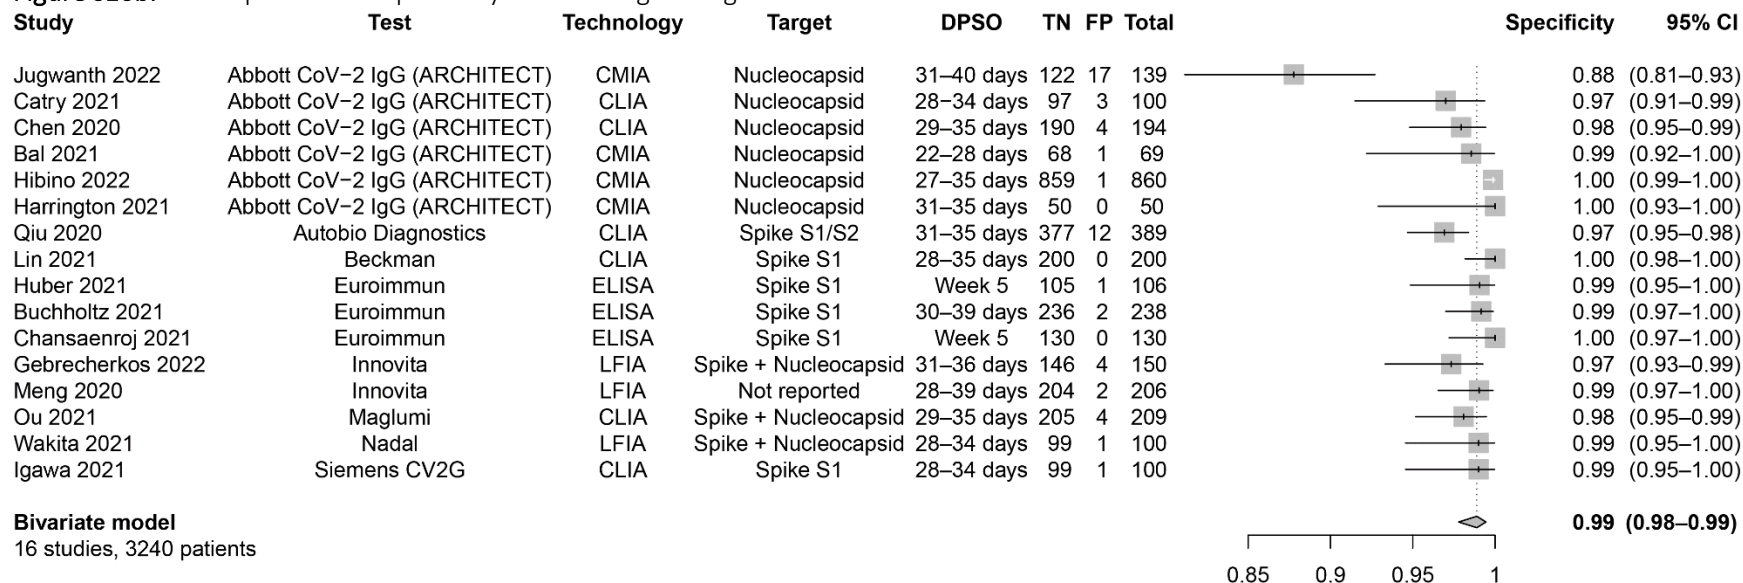 Study Test Technology Target DPSO TN FP Total Specificity 95% CI
Jugwanth 2022 Abbott CoV−2 IgG (ARCHITECT) CMIA Nucleocapsid 31–40 days 122 17 139 0.88 (0.81–0.93)
Catry 2021 Abbott CoV−2 IgG (ARCHITECT) CLIA Nucleocapsid 28−34 days 97 3 100 0.97 (0.91–0.99)
Chen 2020 Abbott CoV−2 IgG (ARCHITECT) CLIA Nucleocapsid 29–35 days 190 4 194 0.98 (0.95–0.99)
Bal 2021 Abbott CoV−2 IgG (ARCHITECT) CMIA Nucleocapsid 22–28 days 68 1 69 0.99 (0.92–1.00)
Hibino 2022 Abbott CoV−2 IgG (ARCHITECT) CMIA Nucleocapsid 27–35 days 859 1 860 1.00 (0.99–1.00)
Harrington 2021 Abbott CoV−2 IgG (ARCHITECT) CMIA Nucleocapsid 31–35 days 50 0 50 1.00 (0.93–1.00)
Qiu 2020 Autobio Diagnostics CLIA Spike S1/S2 31–35 days 377 12 389 0.97 (0.95–0.98)
Lin 2021 Beckman CLIA Spike S1 28–35 days 200 0 200 1.00 (0.98–1.00)
Huber 2021 Euroimmun ELISA Spike S1 Week 5 105 1 106 0.99 (0.95–1.00)
Buchholtz 2021 Euroimmun ELISA Spike S1 30–39 days 236 2 238 0.99 (0.97–1.00)
Chansaenroj 2021 Euroimmun ELISA Spike S1 Week 5 130 0 130 1.00 (0.97–1.00)
Gebrecherkos 2022 Innovita LFIA Spike + Nucleocapsid 31–36 days 146 4 150 0.97 (0.93–0.99)
Meng 2020 Innovita LFIA Not reported 28–39 days 204 2 206 0.99 (0.97–1.00)
Ou 2021 Maglumi CLIA Spike + Nucleocapsid 29–35 days 205 4 209 0.98 (0.95–0.99)
Wakita 2021 Nadal LFIA Spike + Nucleocapsid 28–34 days 99 1 100 0.99 (0.95–1.00)
Igawa 2021 Siemens CV2G CLIA Spike S1 28–34 days 99 1 100 0.99 (0.95–1.00)
Bivariate model 0.99 (0.98–0.99)
16 studies, 3240 patients
0.85 0.9 0.95 1